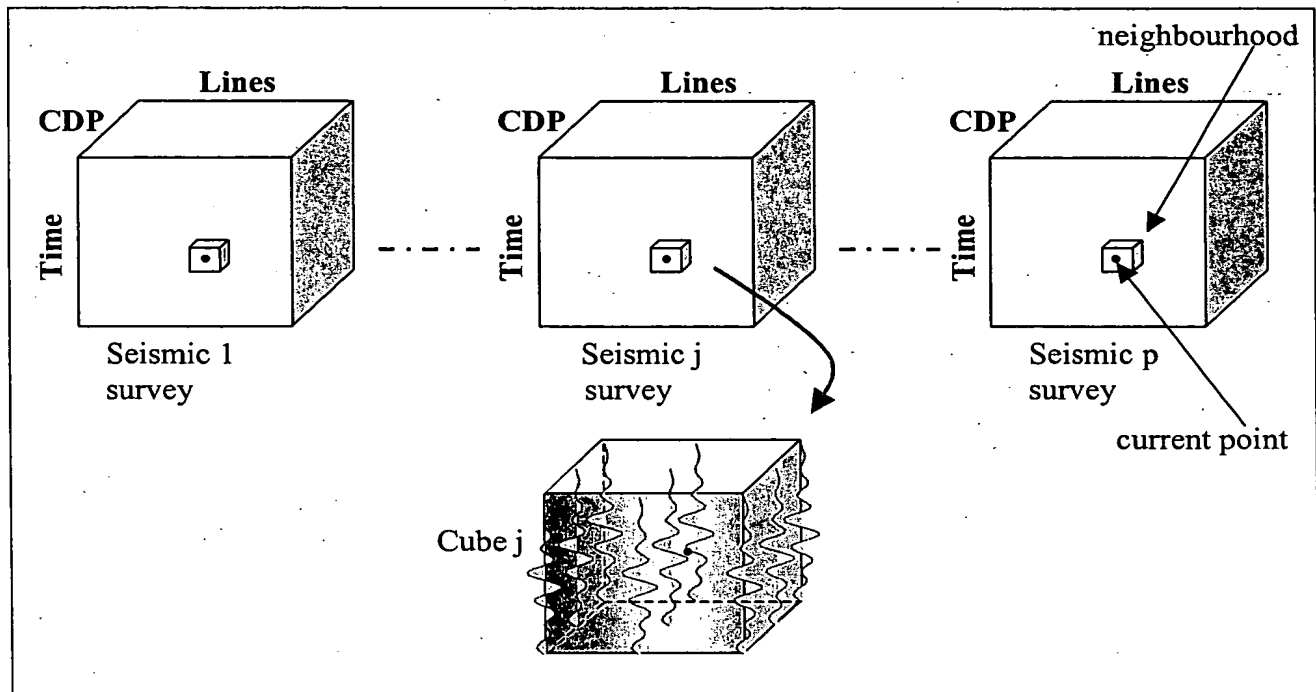 neighbourhood
Lines
CDP
Time
Seismic 1
survey
Lines
CDP
Time
Seismic j
survey
Lines
CDP
Time
Seismic p
survey
current point
Cube j